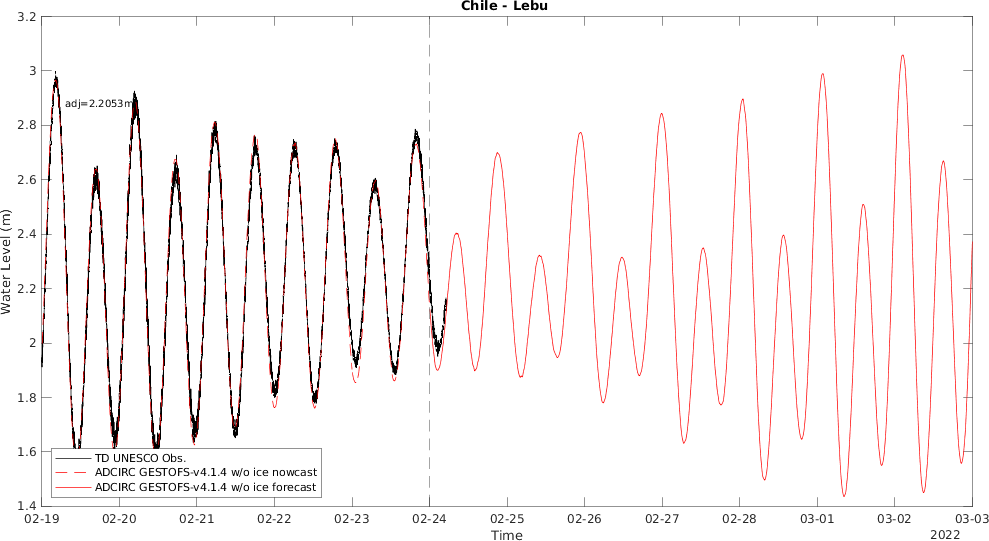 Chile - Lebu
3.2
3
2.8
2.6
2.4
2.2
2
1.8
1.6
1.4
Water Level (m)
adj=2.2053m
TD UNESCO Obs.
ADCIRC GESTOFS-v4.1.4 w/o ice nowcast
ADCIRC GESTOFS-v4.1.4 w/o ice forecast
02-19 02-20 02-21 02-22 02-23 02-24 02-25 02-26 02-27 02-28 03-01 03-02 03-03
Time
2022